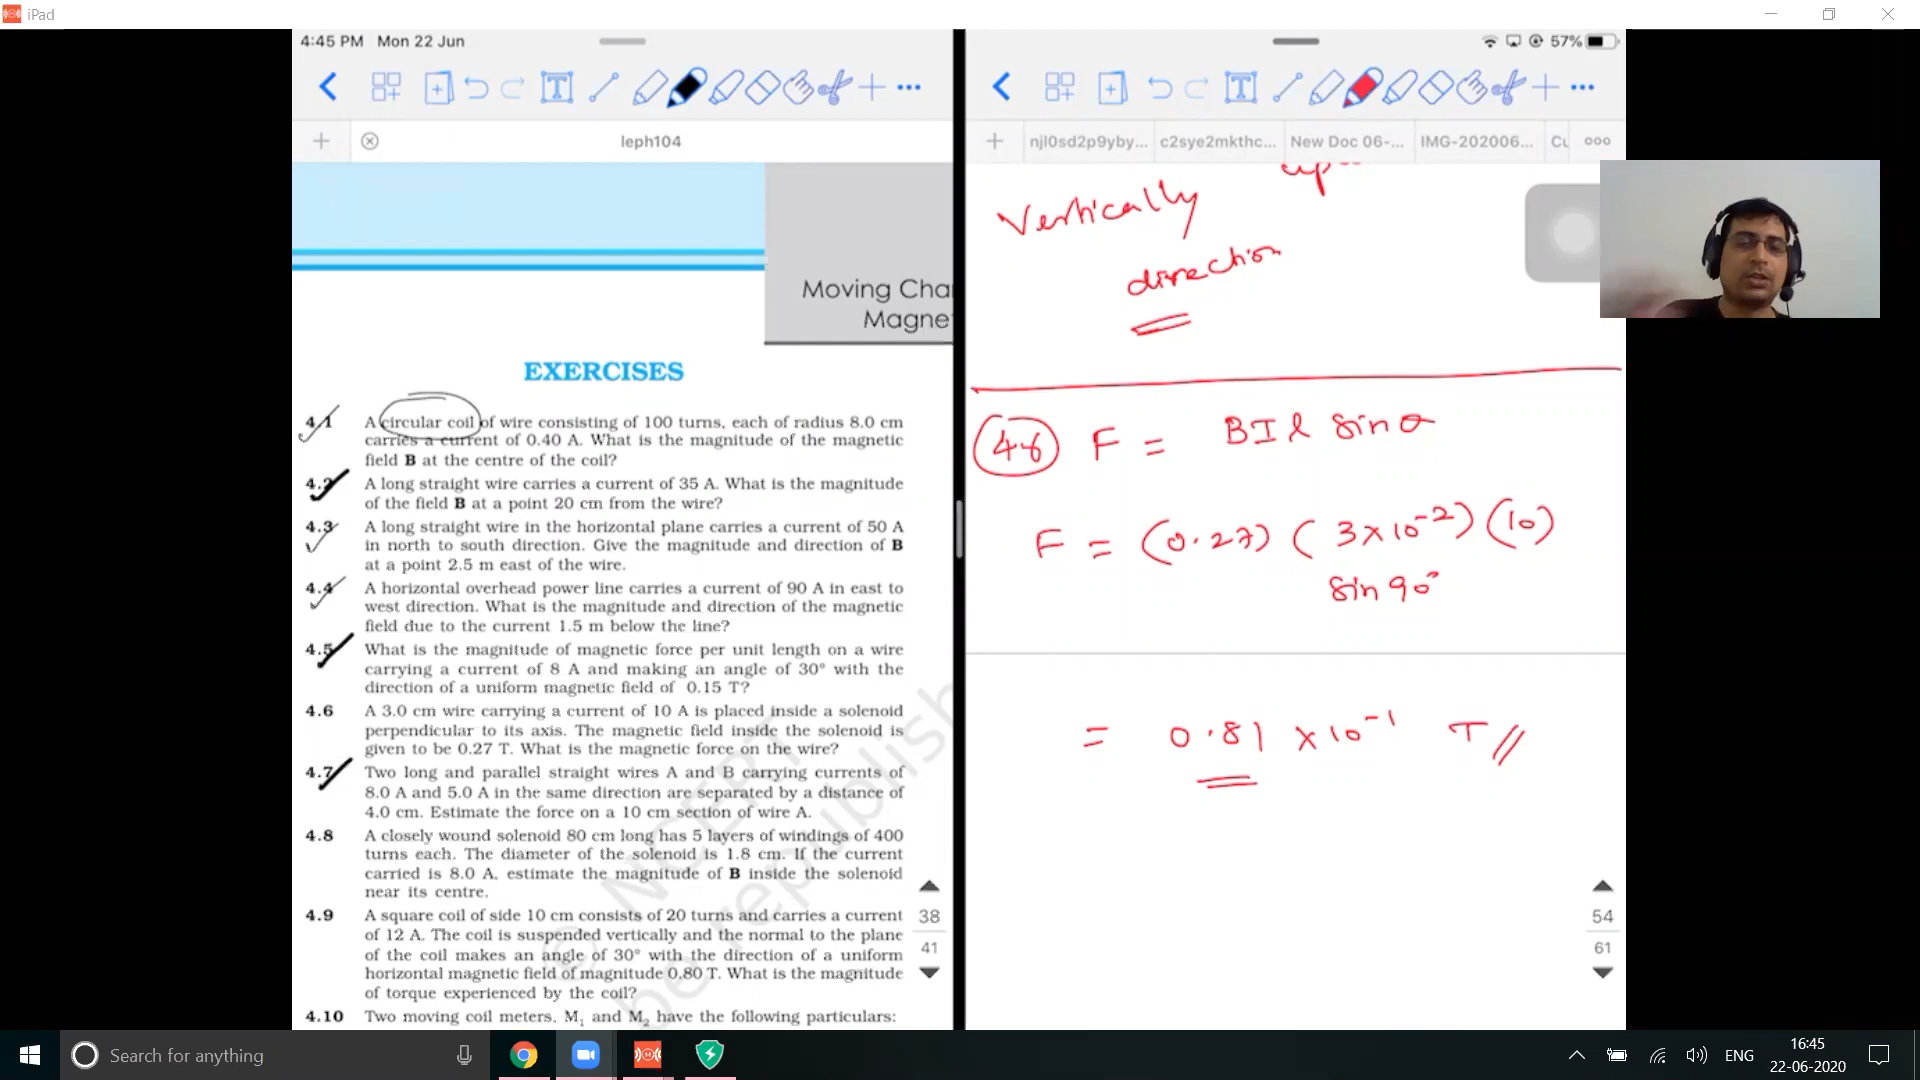 iPad
4:45 PM Mon 22 Jun
57%
leph104
njl0sd2p9yby...
c2sye2mkthc...
New Doc 06-...
IMG-202006...
Moving Cha
Magne
EXERCISES
4.1 A circular coil of wire consisting of 100 turns, each of radius 8.0 cm
carries a current of 0.40 A. What is the magnitude of the magnetic
field B at the centre of the coil?
4.2 A long straight wire carries a current of 35 A. What is the magnitude
of the field B at a point 20 cm from the wire?
4.3 A long straight wire in the horizontal plane carries a current of 50 A
in north to south direction. Give the magnitude and direction of B
at a point 2.5 m east of the wire.
4.4 A horizontal overhead power line carries a current of 90 A in east to
west direction. What is the magnitude and direction of the magnetic
field due to the current 1.5 m below the line?
4.5 What is the magnitude of magnetic force per unit length on a wire
carrying a current of 8 A and making an angle of 30° with the
direction of a uniform magnetic field of 0.15 T?
4.6 A 3.0 cm wire carrying a current of 10 A is placed inside a solenoid
perpendicular to its axis. The magnetic field inside the solenoid is
given to be 0.27 T. What is the magnetic force on the wire?
4.7 Two long and parallel straight wires A and B carrying currents of
8.0 A and 5.0 A in the same direction are separated by a distance of
4.0 cm. Estimate the force on a 10 cm section of wire A.
4.8 A closely wound solenoid 80 cm long has 5 layers of windings of 400
turns each. The diameter of the solenoid is 1.8 cm. If the current
carried is 8.0 A, estimate the magnitude of B inside the solenoid
near its centre.
4.9 A square coil of side 10 cm consists of 20 turns and carries a current
of 12 A. The coil is suspended vertically and the normal to the plane
of the coil makes an angle of 30° with the direction of a uniform
horizontal magnetic field of magnitude 0.80 T. What is the magnitude
of torque experienced by the coil?
4.10 Two moving coil meters, M₁ and M₂ have the following particulars:
© NCERT
be republish
38
41
Vertically
direction
4.6 F = BIl sinθ
F = (0.27) (3×10⁻²) (10)
sin 90°
= 0.81 ×10⁻¹ T //
54
61
Search for anything
ENG
16:45
22-06-2020